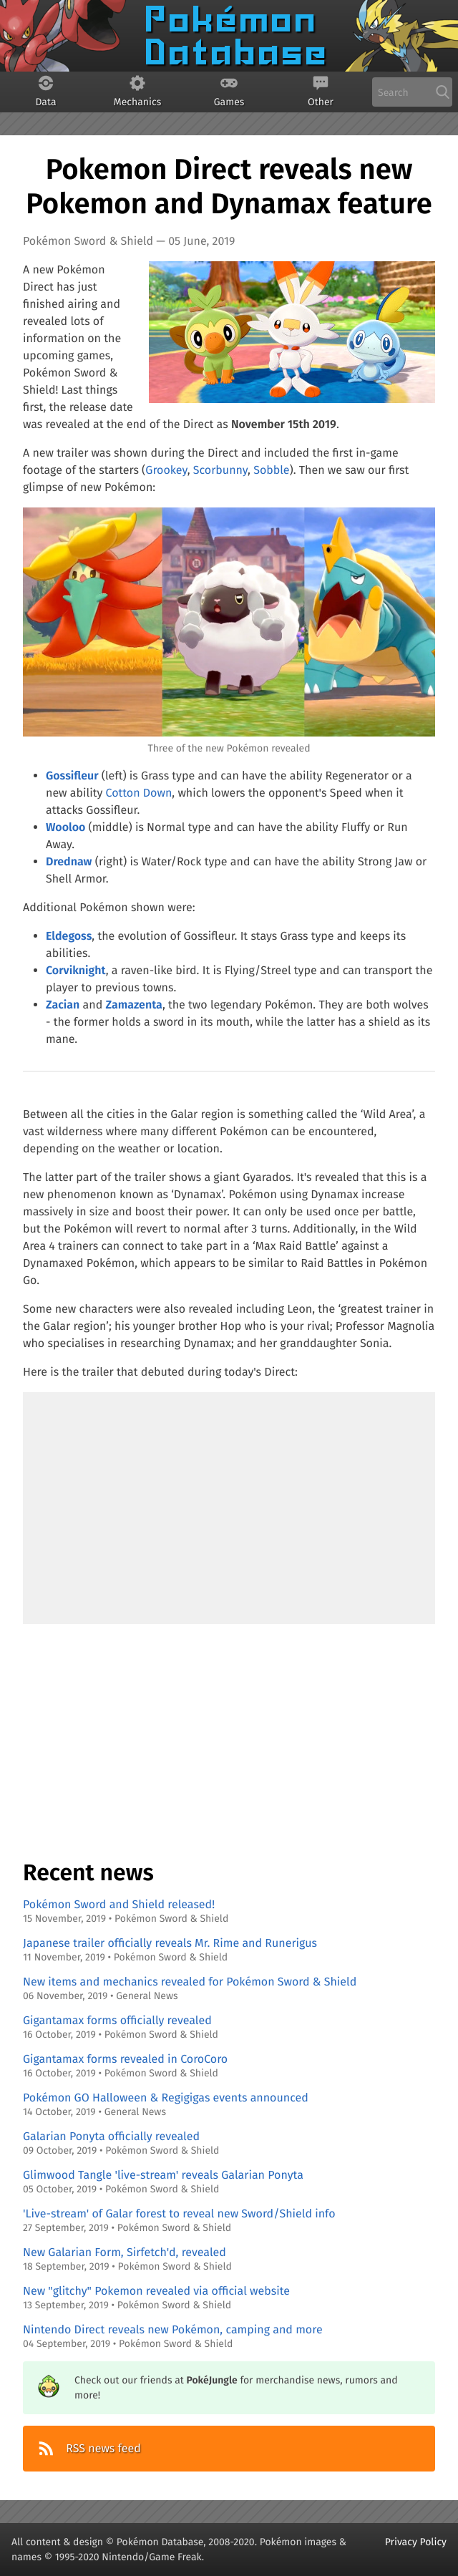 Pokémon
Database
Data
Mechanics
Games
Other
Search
Pokemon Direct reveals new
Pokemon and Dynamax feature
Pokémon Sword & Shield — 05 June, 2019
A new Pokémon
Direct has just
finished airing and
revealed lots of
information on the
upcoming games,
Pokémon Sword &
Shield! Last things
first, the release date
was revealed at the end of the Direct as November 15th 2019.
A new trailer was shown during the Direct and included the first in-game
footage of the starters (Grookey, Scorbunny, Sobble). Then we saw our first
glimpse of new Pokémon:
Three of the new Pokémon revealed
• Gossifleur (left) is Grass type and can have the ability Regenerator or a
new ability Cotton Down, which lowers the opponent's Speed when it
attacks Gossifleur.
• Wooloo (middle) is Normal type and can have the ability Fluffy or Run
Away.
• Drednaw (right) is Water/Rock type and can have the ability Strong Jaw or
Shell Armor.
Additional Pokémon shown were:
• Eldegoss, the evolution of Gossifleur. It stays Grass type and keeps its
abilities.
• Corviknight, a raven-like bird. It is Flying/Streel type and can transport the
player to previous towns.
• Zacian and Zamazenta, the two legendary Pokémon. They are both wolves
- the former holds a sword in its mouth, while the latter has a shield as its
mane.
Between all the cities in the Galar region is something called the ‘Wild Area’, a
vast wilderness where many different Pokémon can be encountered,
depending on the weather or location.
The latter part of the trailer shows a giant Gyarados. It's revealed that this is a
new phenomenon known as ‘Dynamax’. Pokémon using Dynamax increase
massively in size and boost their power. It can only be used once per battle,
but the Pokémon will revert to normal after 3 turns. Additionally, in the Wild
Area 4 trainers can connect to take part in a ‘Max Raid Battle’ against a
Dynamaxed Pokémon, which appears to be similar to Raid Battles in Pokémon
Go.
Some new characters were also revealed including Leon, the ‘greatest trainer in
the Galar region’; his younger brother Hop who is your rival; Professor Magnolia
who specialises in researching Dynamax; and her granddaughter Sonia.
Here is the trailer that debuted during today's Direct:
Recent news
Pokémon Sword and Shield released!
15 November, 2019 • Pokémon Sword & Shield
Japanese trailer officially reveals Mr. Rime and Runerigus
11 November, 2019 • Pokémon Sword & Shield
New items and mechanics revealed for Pokémon Sword & Shield
06 November, 2019 • General News
Gigantamax forms officially revealed
16 October, 2019 • Pokémon Sword & Shield
Gigantamax forms revealed in CoroCoro
16 October, 2019 • Pokémon Sword & Shield
Pokémon GO Halloween & Regigigas events announced
14 October, 2019 • General News
Galarian Ponyta officially revealed
09 October, 2019 • Pokémon Sword & Shield
Glimwood Tangle 'live-stream' reveals Galarian Ponyta
05 October, 2019 • Pokémon Sword & Shield
'Live-stream' of Galar forest to reveal new Sword/Shield info
27 September, 2019 • Pokémon Sword & Shield
New Galarian Form, Sirfetch'd, revealed
18 September, 2019 • Pokémon Sword & Shield
New "glitchy" Pokemon revealed via official website
13 September, 2019 • Pokémon Sword & Shield
Nintendo Direct reveals new Pokémon, camping and more
04 September, 2019 • Pokémon Sword & Shield
Check out our friends at PokéJungle for merchandise news, rumors and
more!
RSS news feed
All content & design © Pokémon Database, 2008-2020. Pokémon images &
names © 1995-2020 Nintendo/Game Freak.
Privacy Policy